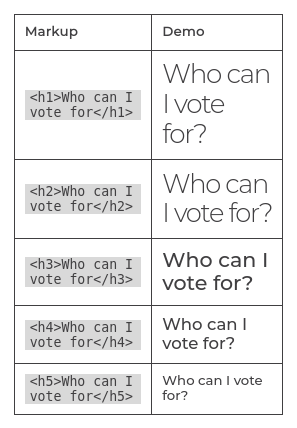 Markup Demo
<h1>Who can I
vote for</h1>
Who can
I vote
for?
<h2>Who can I
vote for</h2>
Who can
I vote for?
<h3>Who can I
vote for</h3>
Who can I
vote for?
<h4>Who can I
vote for</h4>
Who can I
vote for?
<h5>Who can I
vote for</h5>
Who can I vote
for?